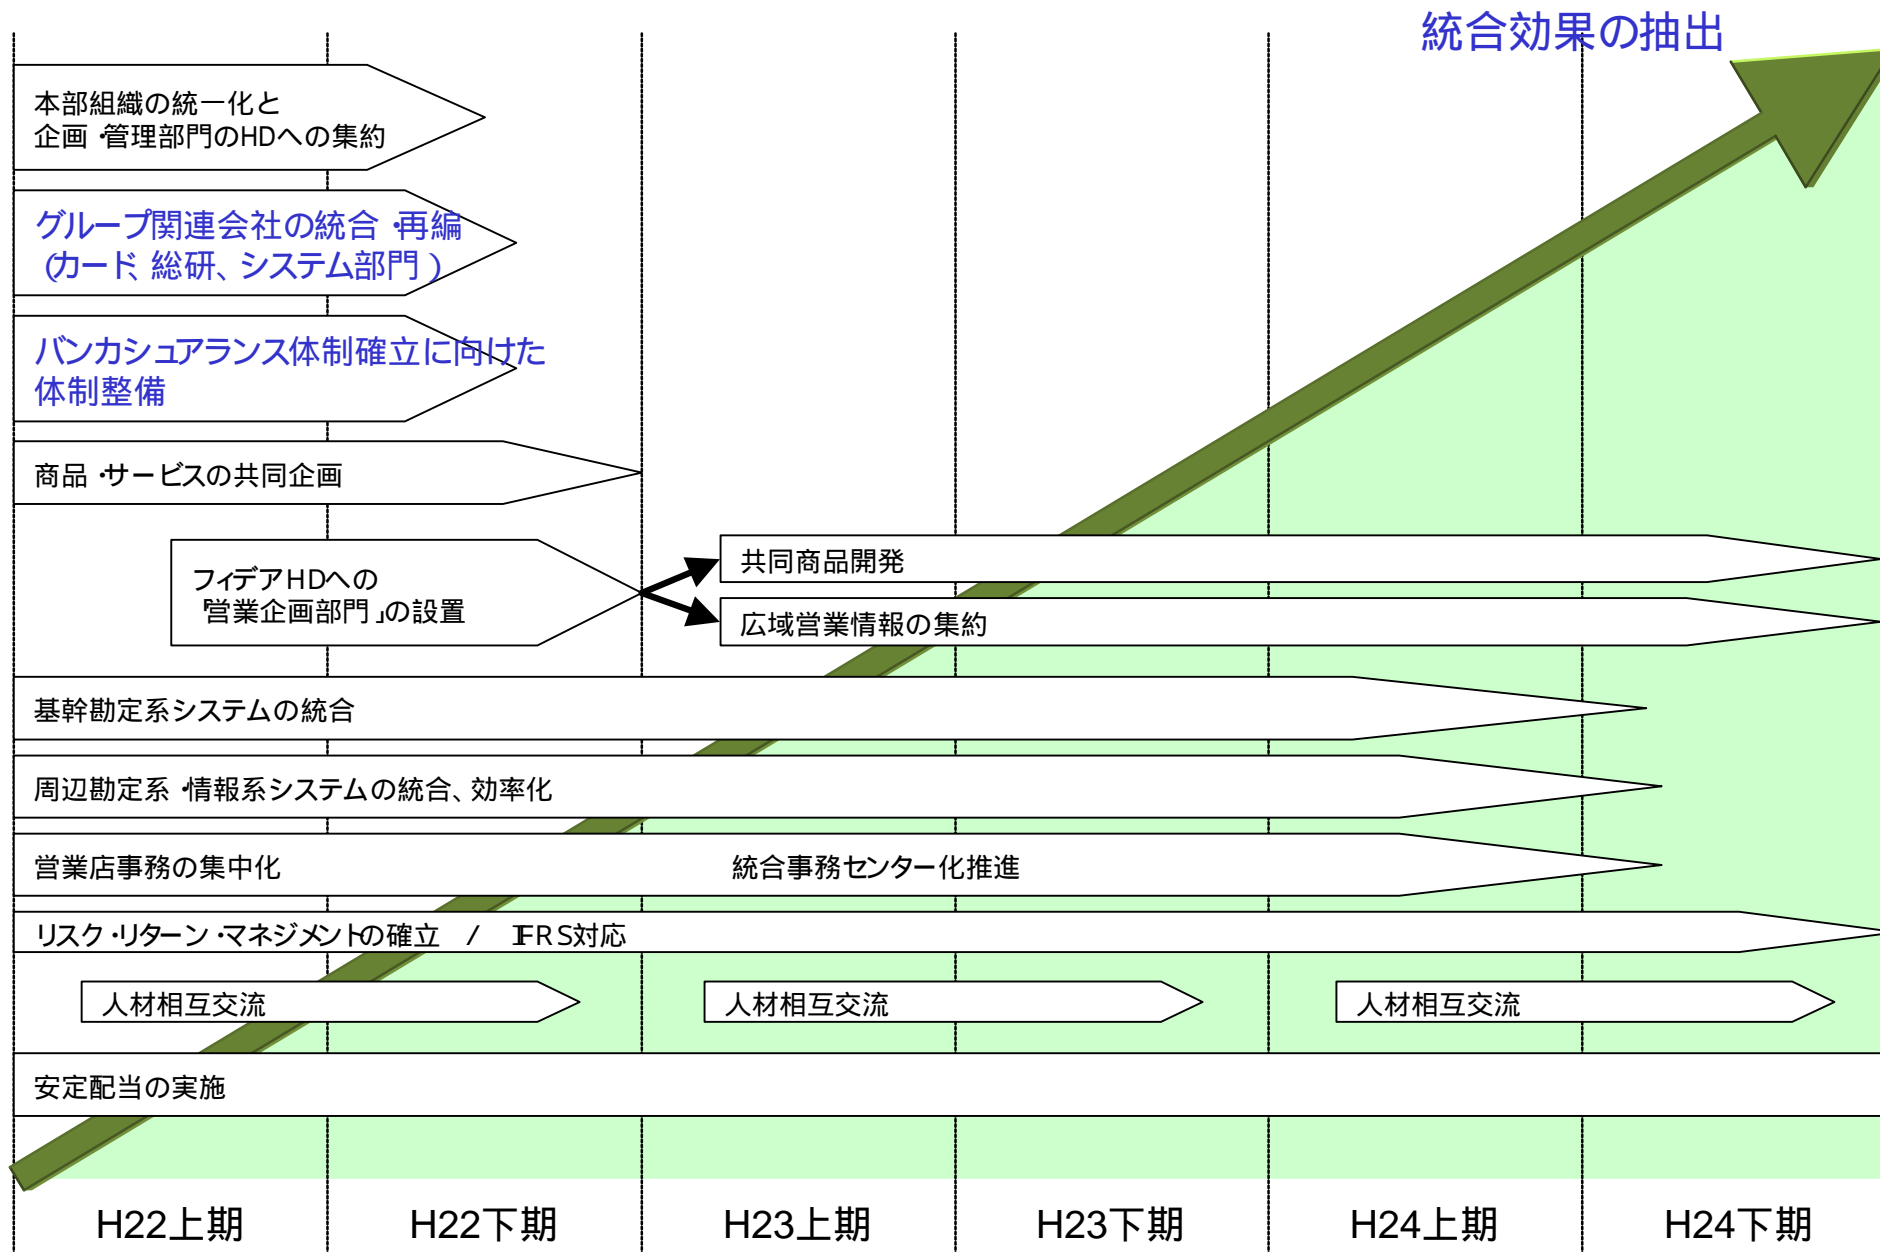 統合効果の抽出
本部組織の統一化と
企画・管理部門のHDへの集約
グループ関連会社の統合・再編
(カード、総研、システム部門)
バンカシュアランス体制確立に向けた
体制整備
商品・サービスの共同企画
フィデアHDへの
「営業企画部門」の設置
共同商品開発
広域営業情報の集約
基幹勘定系システムの統合
周辺勘定系・情報系システムの統合、効率化
営業店事務の集中化 統合事務センター化推進
リスク・リターン・マネジメントの確立 / IFRS対応
人材相互交流 人材相互交流 人材相互交流
安定配当の実施
H22上期 H22下期 H23上期 H23下期 H24上期 H24下期